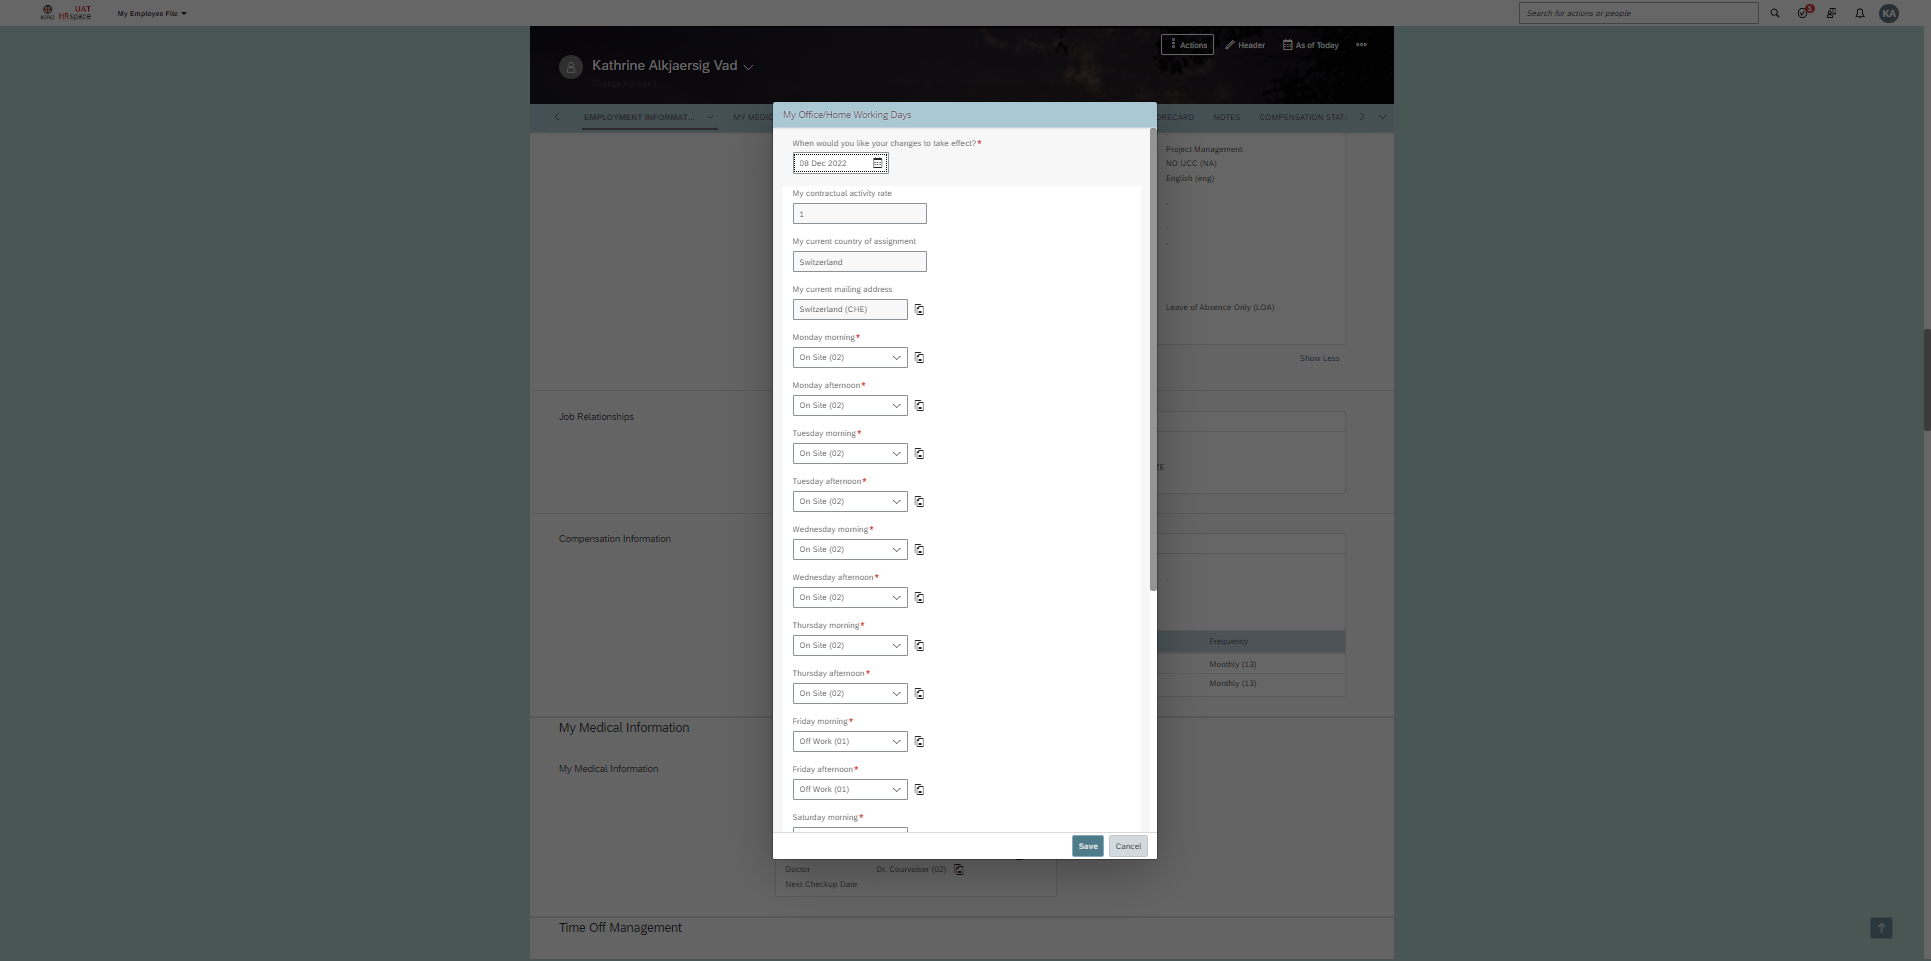 ICRC
UAT
HRspace
My Employee File
Search for actions or people
1
KA
Kathrine Alkjaersig Vad
Actions
Header
As of Today
EMPLOYMENT INFORMAT...
MY MEDIC
ORECARD
NOTES
COMPENSATION STAT
My Office/Home Working Days
When would you like your changes to take effect?*
08 Dec 2022
My contractual activity rate
1
My current country of assignment
Switzerland
My current mailing address
Switzerland (CHE)
Monday morning*
On Site (02)
Monday afternoon*
On Site (02)
Tuesday morning*
On Site (02)
Tuesday afternoon*
On Site (02)
Wednesday morning*
On Site (02)
Wednesday afternoon*
On Site (02)
Thursday morning*
On Site (02)
Thursday afternoon*
On Site (02)
Friday morning*
Off Work (01)
Friday afternoon*
Off Work (01)
Saturday morning*
Save
Cancel
Project Management
NO UCC (NA)
English (eng)
Leave of Absence Only (LOA)
Show Less
Job Relationships
ZE
Compensation Information
Frequency
Monthly (13)
Monthly (13)
My Medical Information
My Medical Information
Doctor
Dr. Courvoiser (02)
Next Checkup Date
-
Time Off Management